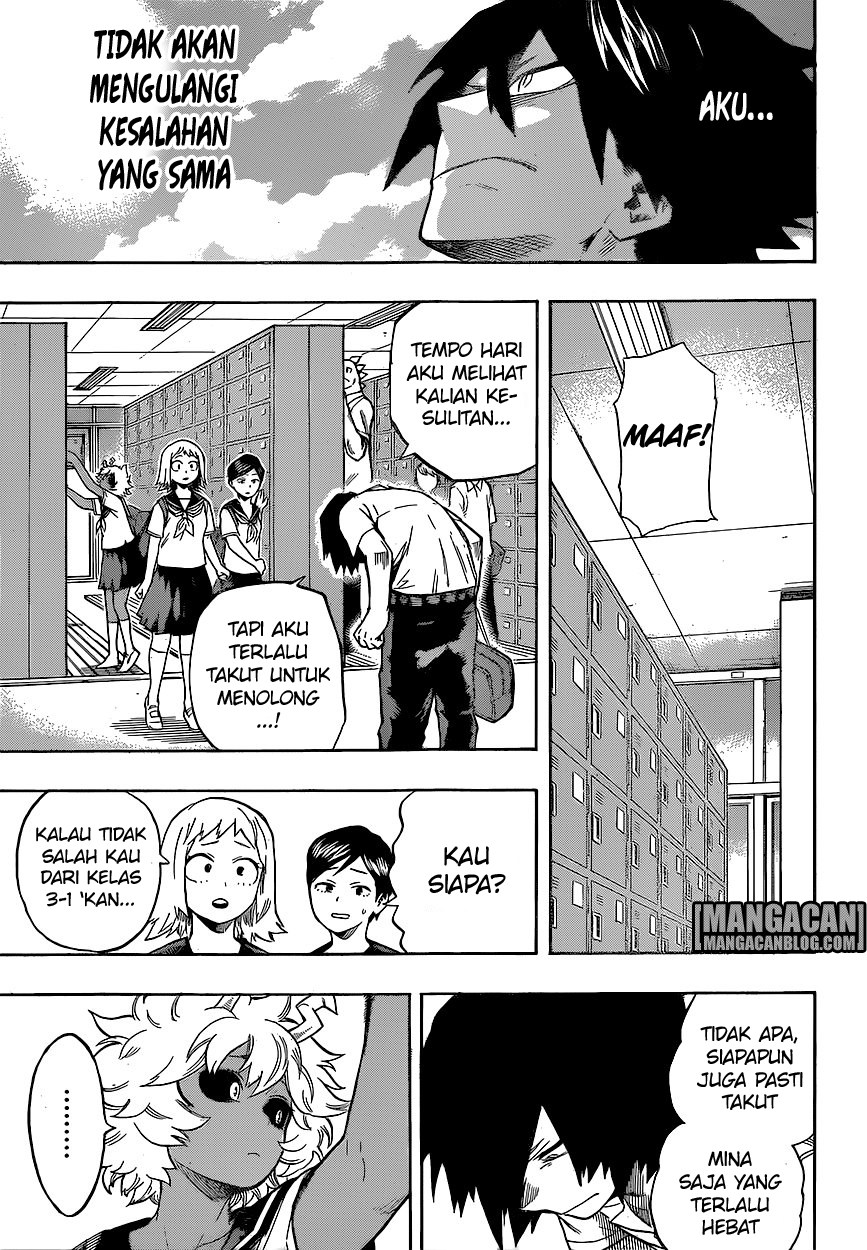 AKU...
TIDAK AKAN
MENGULANGI
KESALAHAN
YANG SAMA
MAAF!
TEMPO HARI
AKU MELIHAT
KALIAN KE-
SULITAN...
TAPI AKU
TERLALU
TAKUT UNTUK
MENOLONG
...!
KAU
SIAPA?
KALAU TIDAK
SALAH KAU
DARI KELAS
3-1 'KAN...
TIDAK APA,
SIAPAPUN
JUGA PASTI
TAKUT
MINA
SAJA YANG
TERLALU
HEBAT
.........
MANGACAN
MANGACANBLOG.COM